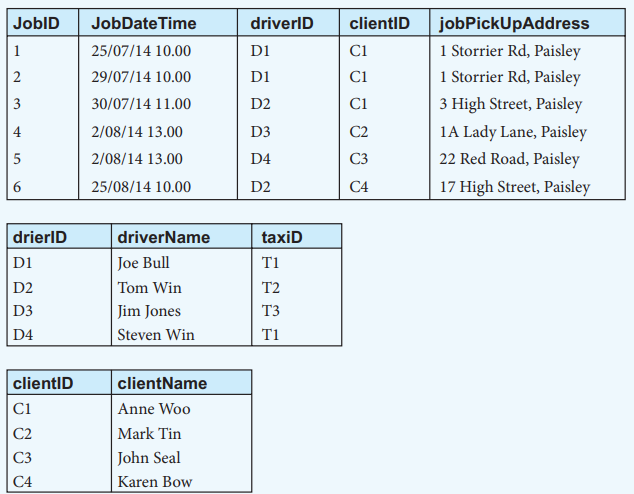 JobID JobDateTime driverID clientID jobPickUpAddress
1 25/07/14 10.00 D1 C1 1 Storrier Rd, Paisley
2 29/07/14 10.00 D1 C1 1 Storrier Rd, Paisley
3 30/07/14 11.00 D2 C1 3 High Street, Paisley
4 2/08/14 13.00 D3 C2 1A Lady Lane, Paisley
5 2/08/14 13.00 D4 C3 22 Red Road, Paisley
6 25/08/14 10.00 D2 C4 17 High Street, Paisley
drierID driverName taxiD
D1 Joe Bull T1
D2 Tom Win T2
D3 Jim Jones T3
D4 Steven Win T1
clientID clientName
C1 Anne Woo
C2 Mark Tin
C3 John Seal
C4 Karen Bow